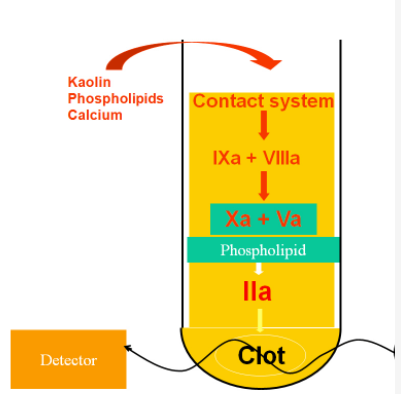 Kaolin
Phospholipids
Calcium
Contact system
IXa + VIIIa
Xa + Va
Phospholipid
IIa
Clot
Detector